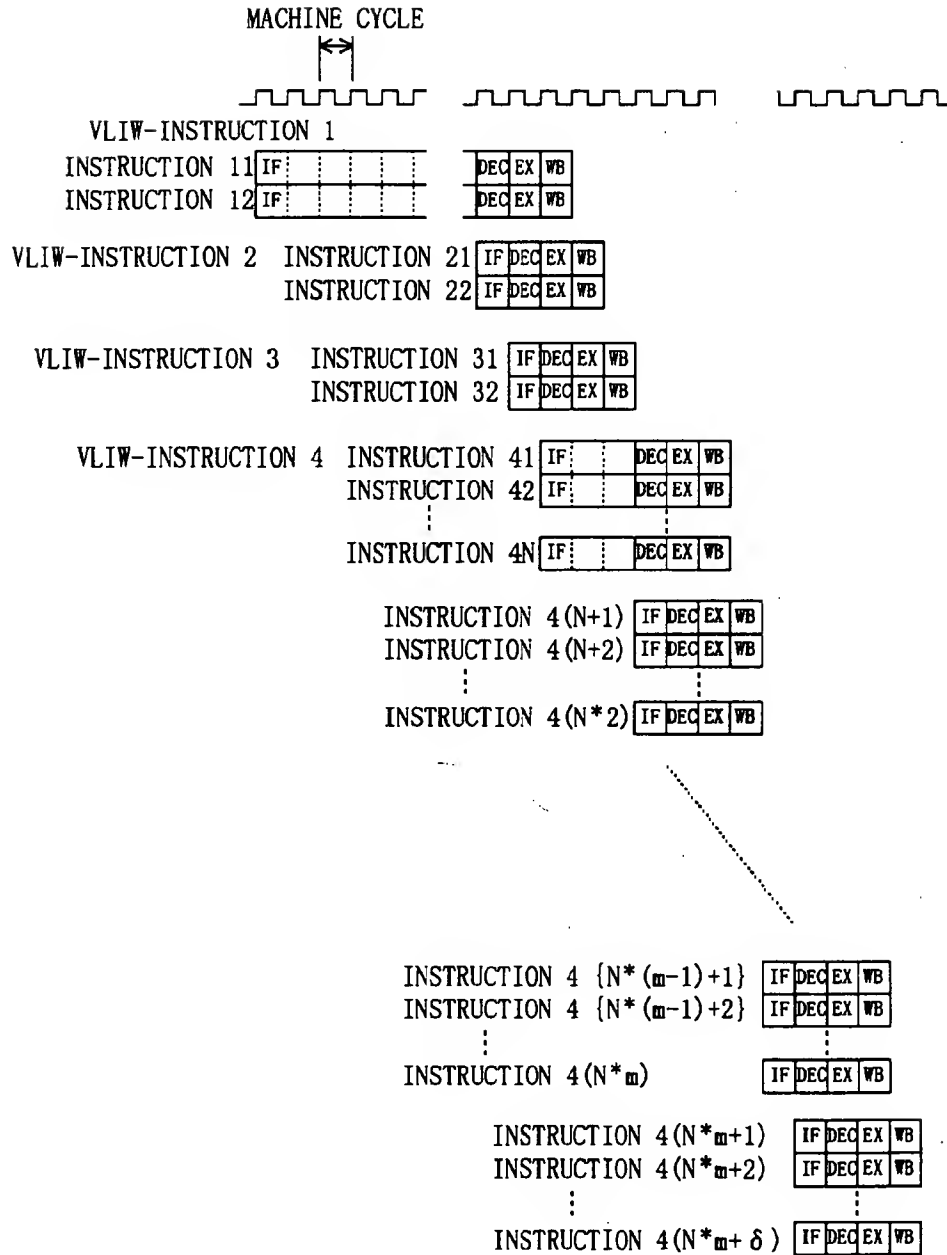 MACHINE CYCLE
VLIW-INSTRUCTION 1
INSTRUCTION 11 IF DEC EX WB
INSTRUCTION 12 IF DEC EX WB
VLIW-INSTRUCTION 2 INSTRUCTION 21 IF DEC EX WB
INSTRUCTION 22 IF DEC EX WB
VLIW-INSTRUCTION 3 INSTRUCTION 31 IF DEC EX WB
INSTRUCTION 32 IF DEC EX WB
VLIW-INSTRUCTION 4 INSTRUCTION 41 IF DEC EX WB
INSTRUCTION 42 IF DEC EX WB
INSTRUCTION 4N IF DEC EX WB
INSTRUCTION 4(N+1) IF DEC EX WB
INSTRUCTION 4(N+2) IF DEC EX WB
INSTRUCTION 4(N*2) IF DEC EX WB
INSTRUCTION 4 {N*(m-1)+1} IF DEC EX WB
INSTRUCTION 4 {N*(m-1)+2} IF DEC EX WB
INSTRUCTION 4(N*m) IF DEC EX WB
INSTRUCTION 4(N*m+1) IF DEC EX WB
INSTRUCTION 4(N*m+2) IF DEC EX WB
INSTRUCTION 4(N*m+δ) IF DEC EX WB